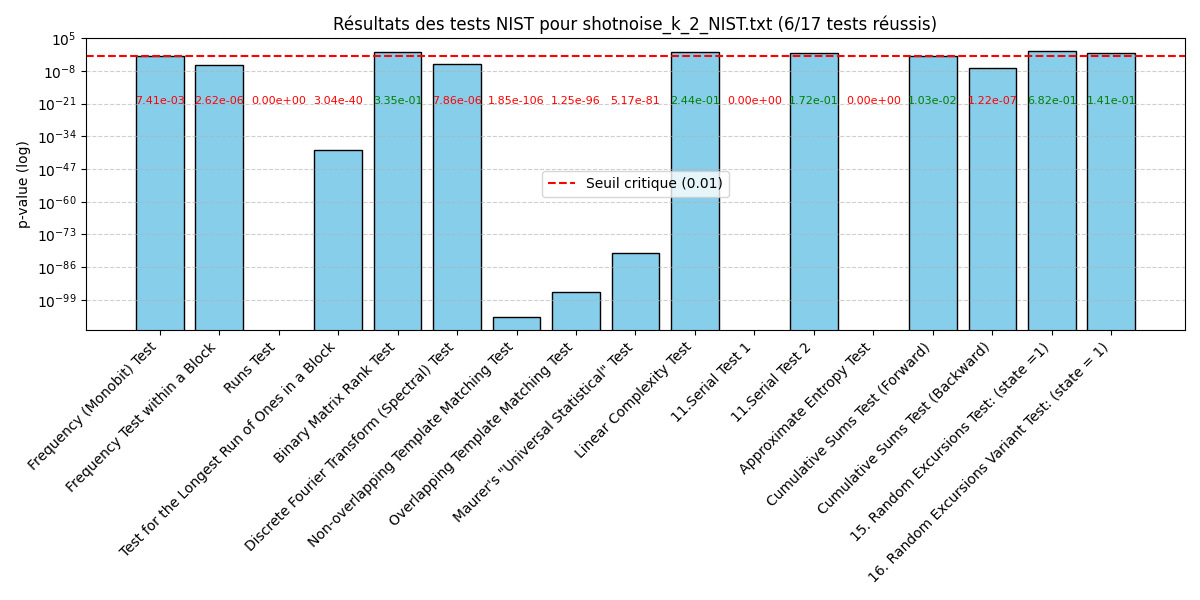 Résultats des tests NIST pour shotnoise_k_2_NIST.txt (6/17 tests réussis)
p-value (log)
10^5
10^-8
10^-21
10^-34
10^-47
10^-60
10^-73
10^-86
10^-99
7.41e-03 2.62e-06 0.00e+00 3.04e-40 3.35e-01 7.86e-06 1.85e-106 1.25e-96 5.17e-81 2.44e-01 0.00e+00 1.72e-01 0.00e+00 1.03e-02 1.22e-07 6.82e-01 1.41e-01
Seuil critique (0.01)
Frequency (Monobit) Test
Frequency Test within a Block
Runs Test
Test for the Longest Run of Ones in a Block
Binary Matrix Rank Test
Discrete Fourier Transform (Spectral) Test
Non-overlapping Template Matching Test
Overlapping Template Matching Test
Maurer's "Universal Statistical" Test
Linear Complexity Test
11.Serial Test 1
11.Serial Test 2
Approximate Entropy Test
Cumulative Sums Test (Forward)
Cumulative Sums Test (Backward)
15. Random Excursions Test: (state =1)
16. Random Excursions Variant Test: (state = 1)